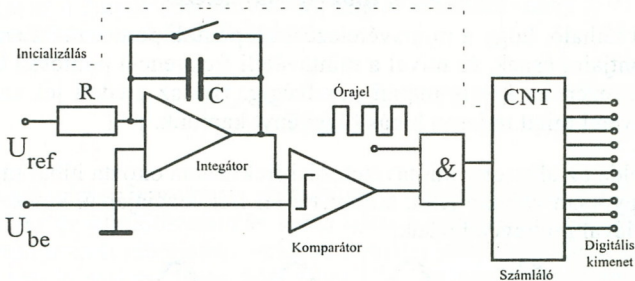 Inicializálás
R
C
Órajel
CNT
U_ref
Integátor
&
U_be
Komparátor
Digitális
kimenet
Számláló